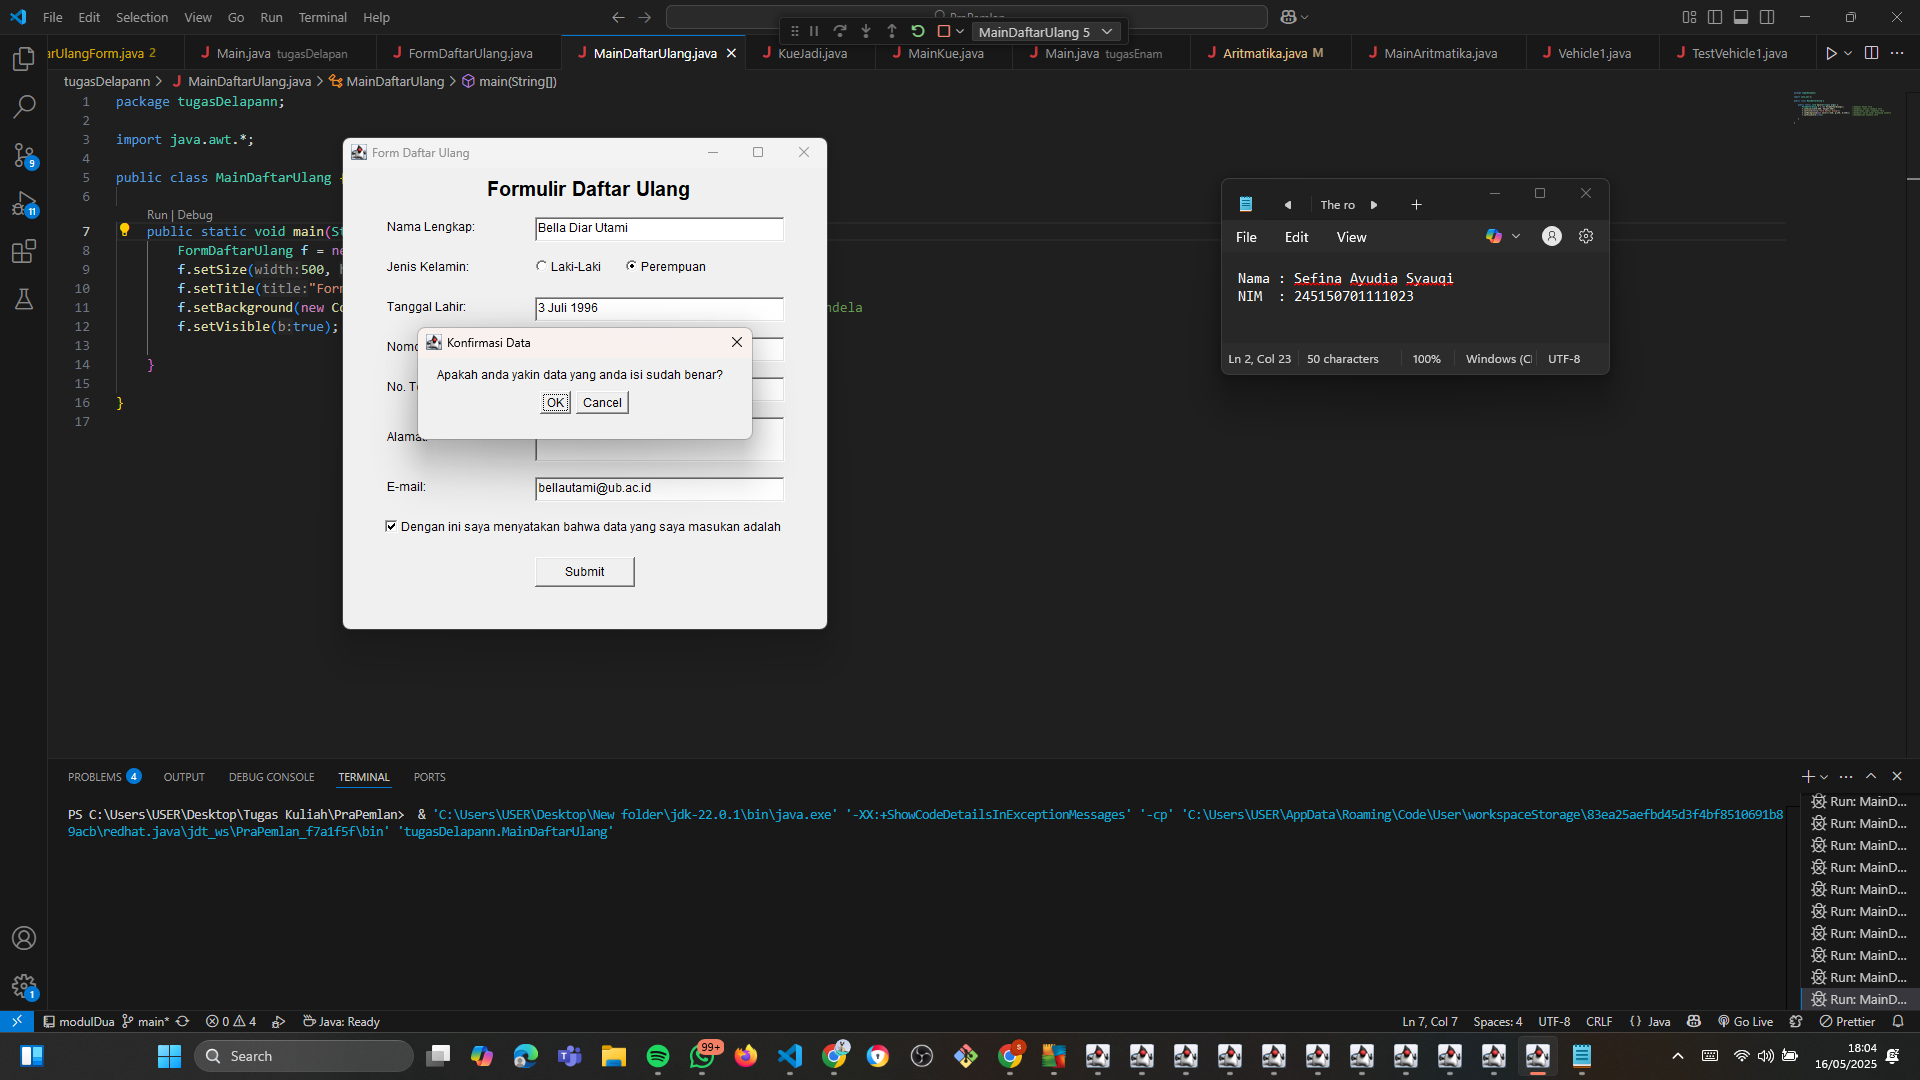 File Edit Selection View Go Run Terminal Help
MainDaftarUlang 5
arUlangForm.java 2 Main.java tugasDelapan FormDaftarUlang.java MainDaftarUlang.java KueJadi.java MainKue.java Main.java tugasEnam Aritmatika.java M MainAritmatika.java Vehicle1.java TestVehicle1.java
tugasDelapann > MainDaftarUlang.java > MainDaftarUlang > main(String[])
1 package tugasDelapann;
2
3 import java.awt.*;
4
5 public class MainDaftarUlang {
6
Run | Debug
7 public static void main(S
8 FormDaftarUlang f = ne
9 f.setSize(width:500,
10 f.setTitle(title:"For
11 f.setBackground(new Co ndela
12 f.setVisible(b:true);
13
14 }
15
16 }
17
Form Daftar Ulang
Formulir Daftar Ulang
Nama Lengkap: Bella Diar Utami
Jenis Kelamin: Laki-Laki Perempuan
Tanggal Lahir: 3 Juli 1996
Nomo
No. Te
Alamat:
E-mail: bellautami@ub.ac.id
Dengan ini saya menyatakan bahwa data yang saya masukan adalah
Submit
Konfirmasi Data
Apakah anda yakin data yang anda isi sudah benar?
OK Cancel
The ro
File Edit View
Nama : Sefina Ayudia Syauqi
NIM : 245150701111023
Ln 2, Col 23 50 characters 100% Windows (C UTF-8
PROBLEMS 4 OUTPUT DEBUG CONSOLE TERMINAL PORTS
PS C:\Users\USER\Desktop\Tugas Kuliah\PraPemlan> & 'C:\Users\USER\Desktop\New folder\jdk-22.0.1\bin\java.exe' '-XX:+ShowCodeDetailsInExceptionMessages' '-cp' 'C:\Users\USER\AppData\Roaming\Code\User\workspaceStorage\83ea25aefbd45d3f4bf8510691b8
9acb\redhat.java\jdt_ws\PraPemlan_f7a1f5f\bin' 'tugasDelapann.MainDaftarUlang'
Run: MainD...
Run: MainD...
Run: MainD...
Run: MainD...
Run: MainD...
Run: MainD...
Run: MainD...
Run: MainD...
Run: MainD...
Run: MainD...
9
11
1
modulDua main* 0 4 Java: Ready Ln 7, Col 7 Spaces: 4 UTF-8 CRLF {} Java Go Live Prettier
Search 99+ 18:04
16/05/2025